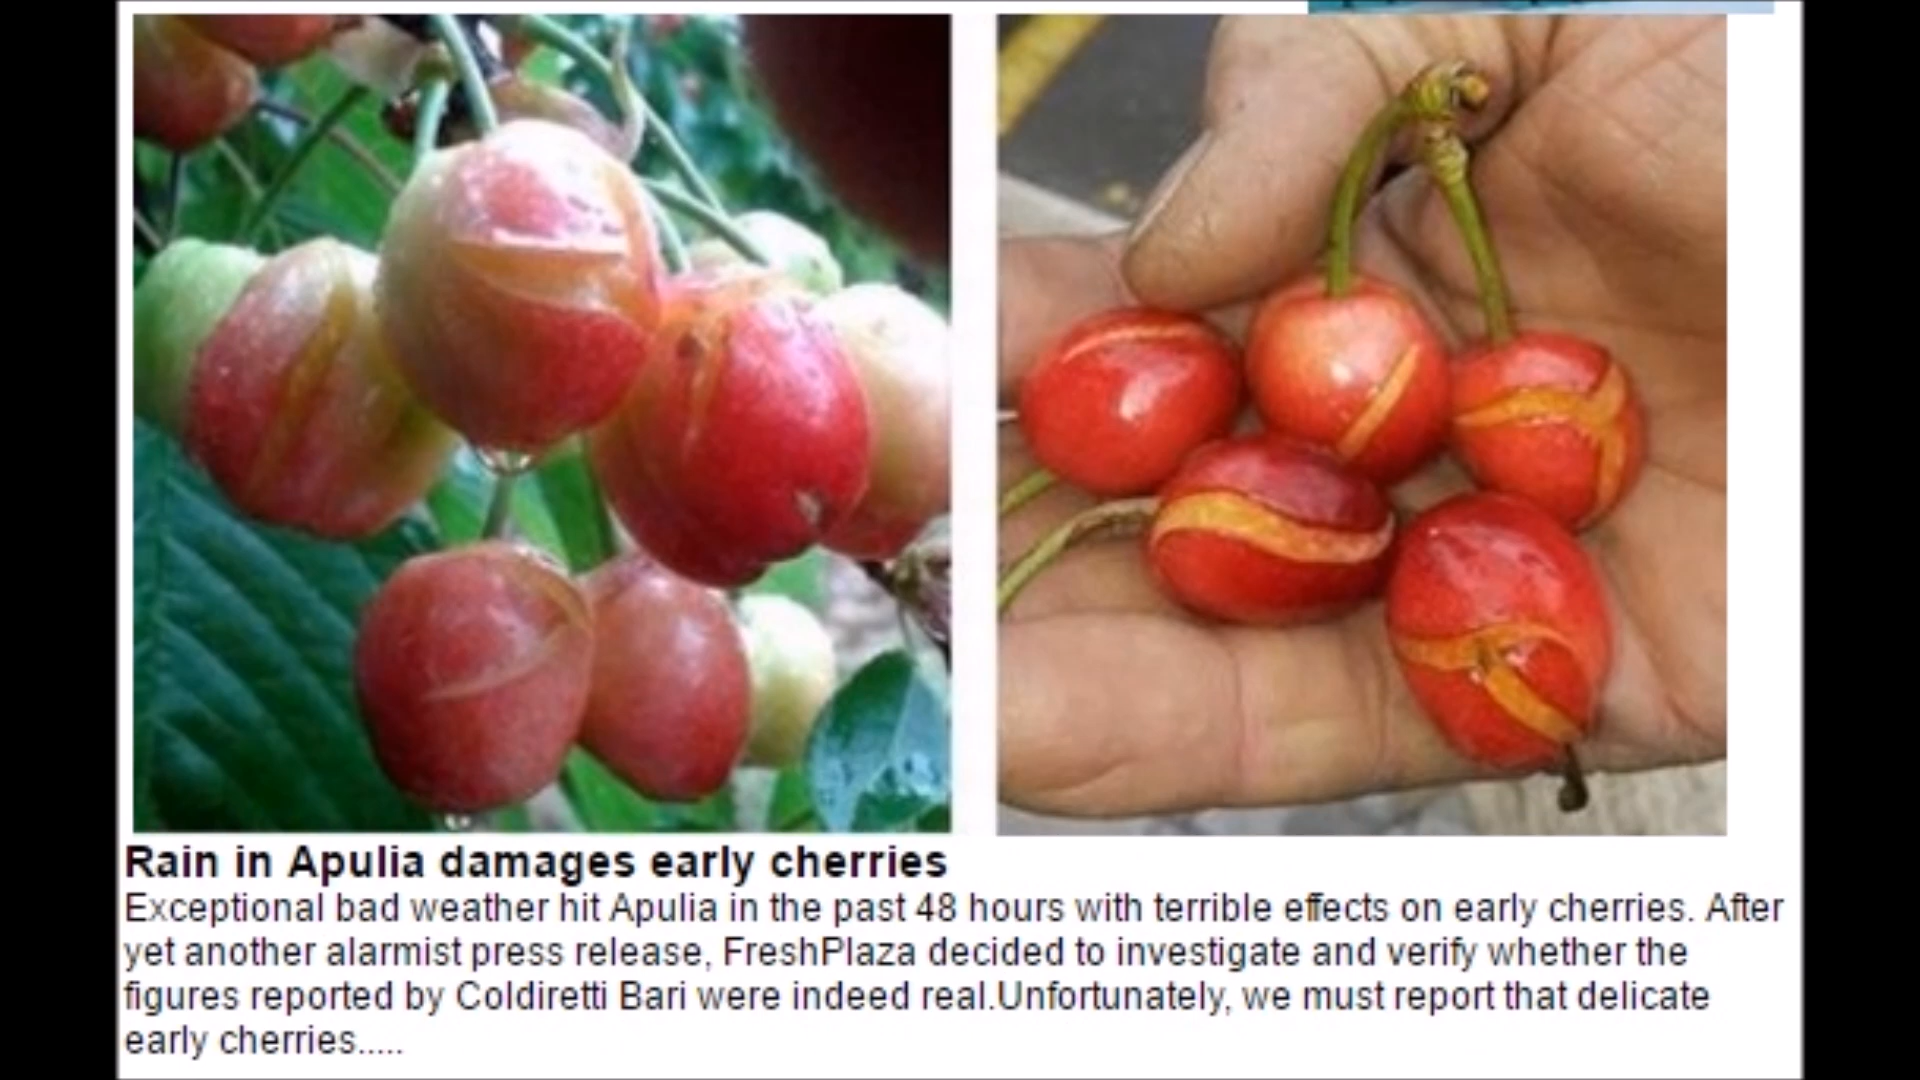 Rain in Apulia damages early cherries
Exceptional bad weather hit Apulia in the past 48 hours with terrible effects on early cherries. After
yet another alarmist press release, FreshPlaza decided to investigate and verify whether the
figures reported by Coldiretti Bari were indeed real.Unfortunately, we must report that delicate
early cherries.....